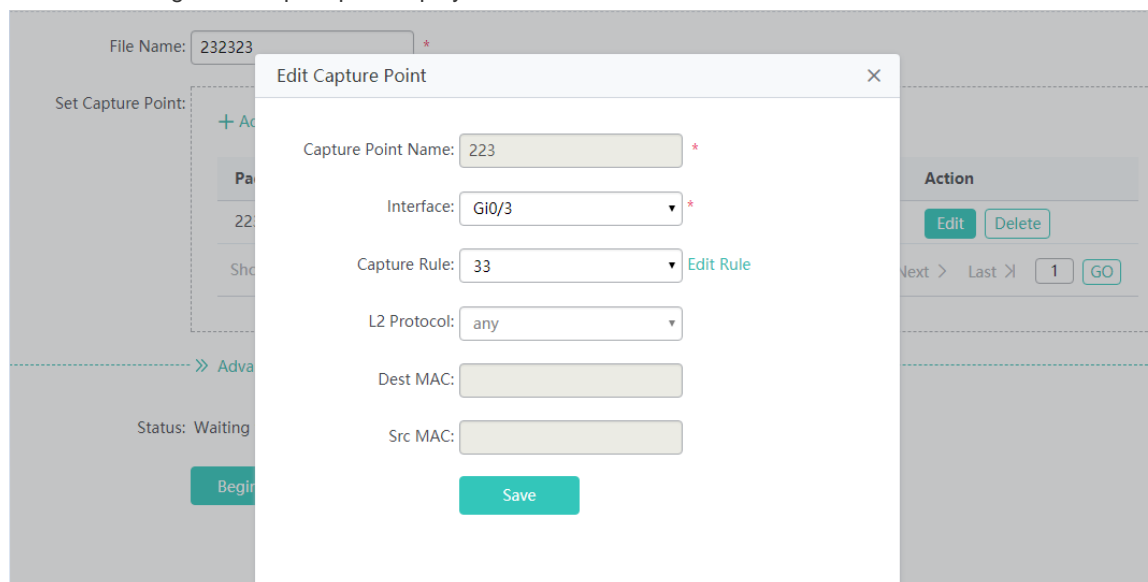 File Name: 232323 *
Edit Capture Point
Set Capture Point:
Capture Point Name: 223 *
Action
Interface: Gi0/3 *
Edit Delete
Capture Rule: 33 Edit Rule
Last 1 GO
L2 Protocol: any
Dest MAC:
Status: Waiting
Src MAC:
Save